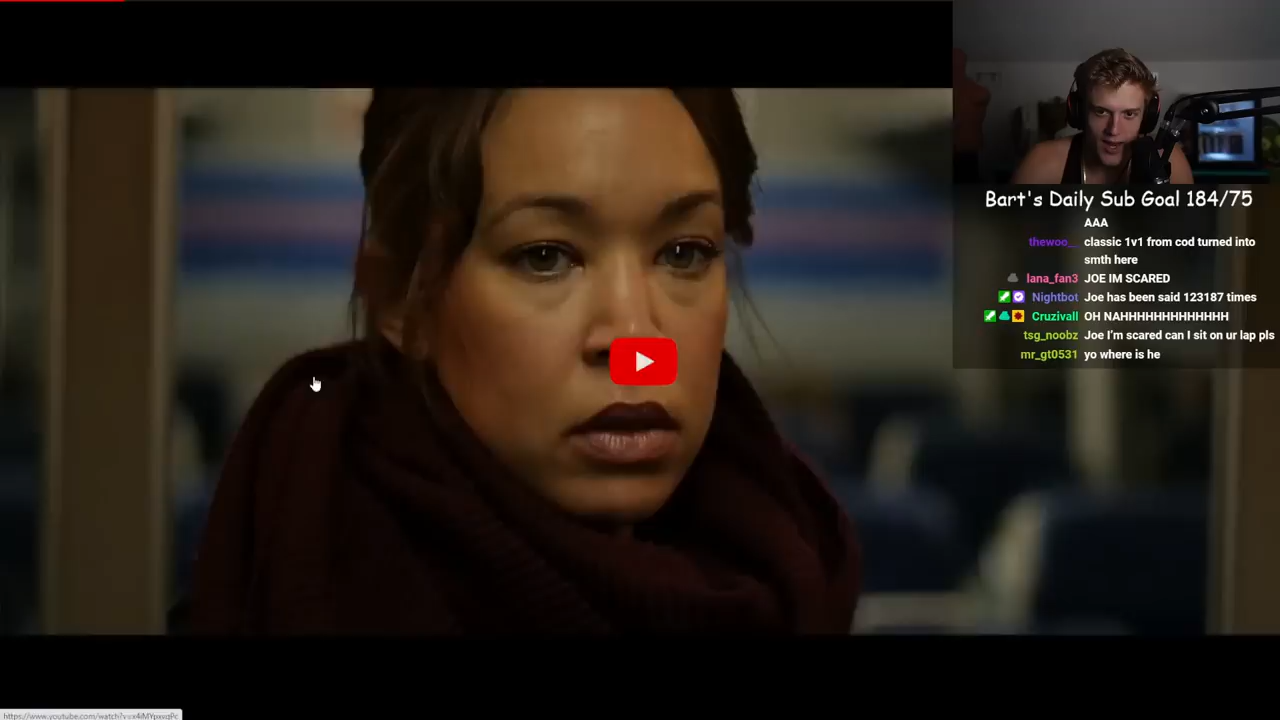 Bart's Daily Sub Goal 184/75
AAA
thewoo_ classic 1v1 from cod turned into
smth here
lana_fan3 JOE IM SCARED
Nightbot Joe has been said 123187 times
Cruzivall OH NAHHHHHHHHHHHHH
tsg_noobz Joe I'm scared can I sit on ur lap pls
mr_gt0531 yo where is he